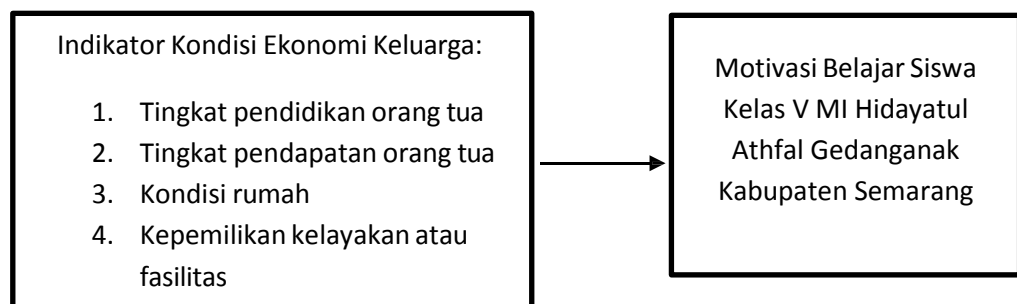 Indikator Kondisi Ekonomi Keluarga:
1. Tingkat pendidikan orang tua
2. Tingkat pendapatan orang tua
3. Kondisi rumah
4. Kepemilikan kelayakan atau
fasilitas
Motivasi Belajar Siswa
Kelas V MI Hidayatul
Athfal Gedanganak
Kabupaten Semarang